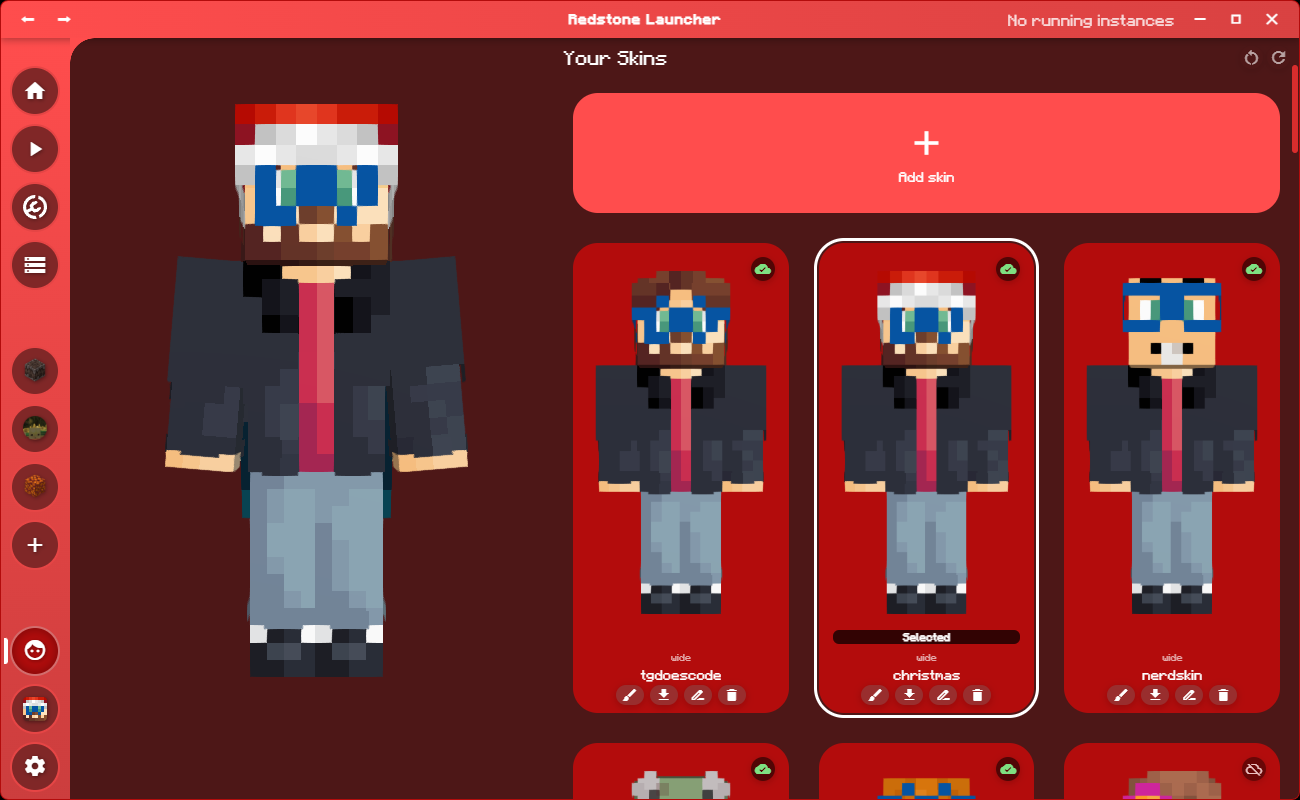 Redstone Launcher
No running instances
Your Skins
Add skin
Selected
wide
wide
wide
tgdoescode
christmas
nerdskin